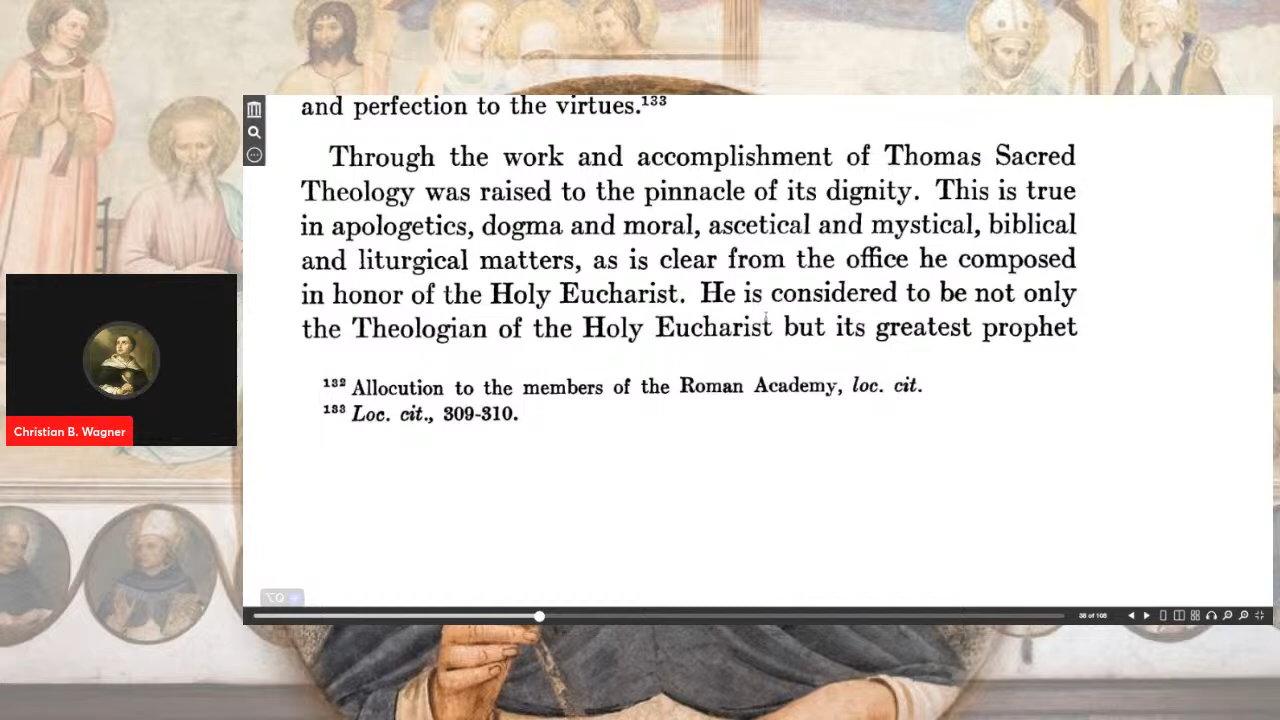 and perfection to the virtues.¹³³
Through the work and accomplishment of Thomas Sacred
Theology was raised to the pinnacle of its dignity. This is true
in apologetics, dogma and moral, ascetical and mystical, biblical
and liturgical matters, as is clear from the office he composed
in honor of the Holy Eucharist. He is considered to be not only
the Theologian of the Holy Eucharist but its greatest prophet
¹³² Allocution to the members of the Roman Academy, loc. cit.
¹³³ Loc. cit., 309-310.
Christian B. Wagner
38 of 108